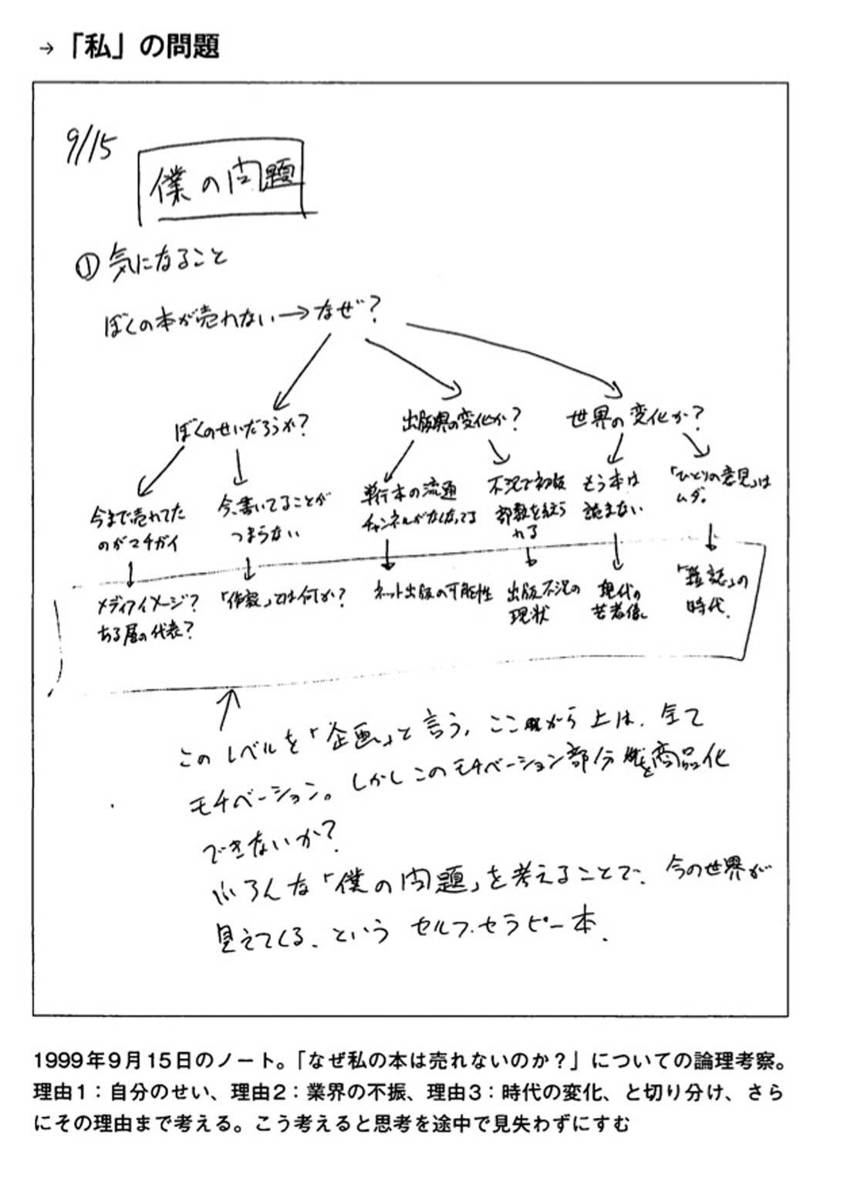 →「私」の問題
9/15
僕の問題
①気になること
ぼくの本が売れない→なぜ?
ぼくのせいだろうか?
出版界の変化か?
世界の変化か?
今まで売れてた
のがマチガイ
今、書いてることが
つまらない
単行本の流通
チャンネルがなくなってる
不況で初版
部数を絞ら
れる
もう本は
読まない
「ひとりの意見」は
ムダ。
メディアイメージ?
ある層の代表?
「作家」とは何か?
ネット出版の可能性
出版不況の
現状
現代の
若者像
「雑誌」の
時代.
このレベルを「企画」と言う。ここから上は、全て
モチベーション。しかしこのモチベーション部分を商品化
できないか?
いろんな「僕の問題」を考えることで、今の世界が
見えてくる、という セルフ・セラピー本.
1999年9月15日のノート。「なぜ私の本は売れないのか?」についての論理考察。
理由1:自分のせい、理由2:業界の不振、理由3:時代の変化、と切り分け、さら
にその理由まで考える。こう考えると思考を途中で見失わずにすむ